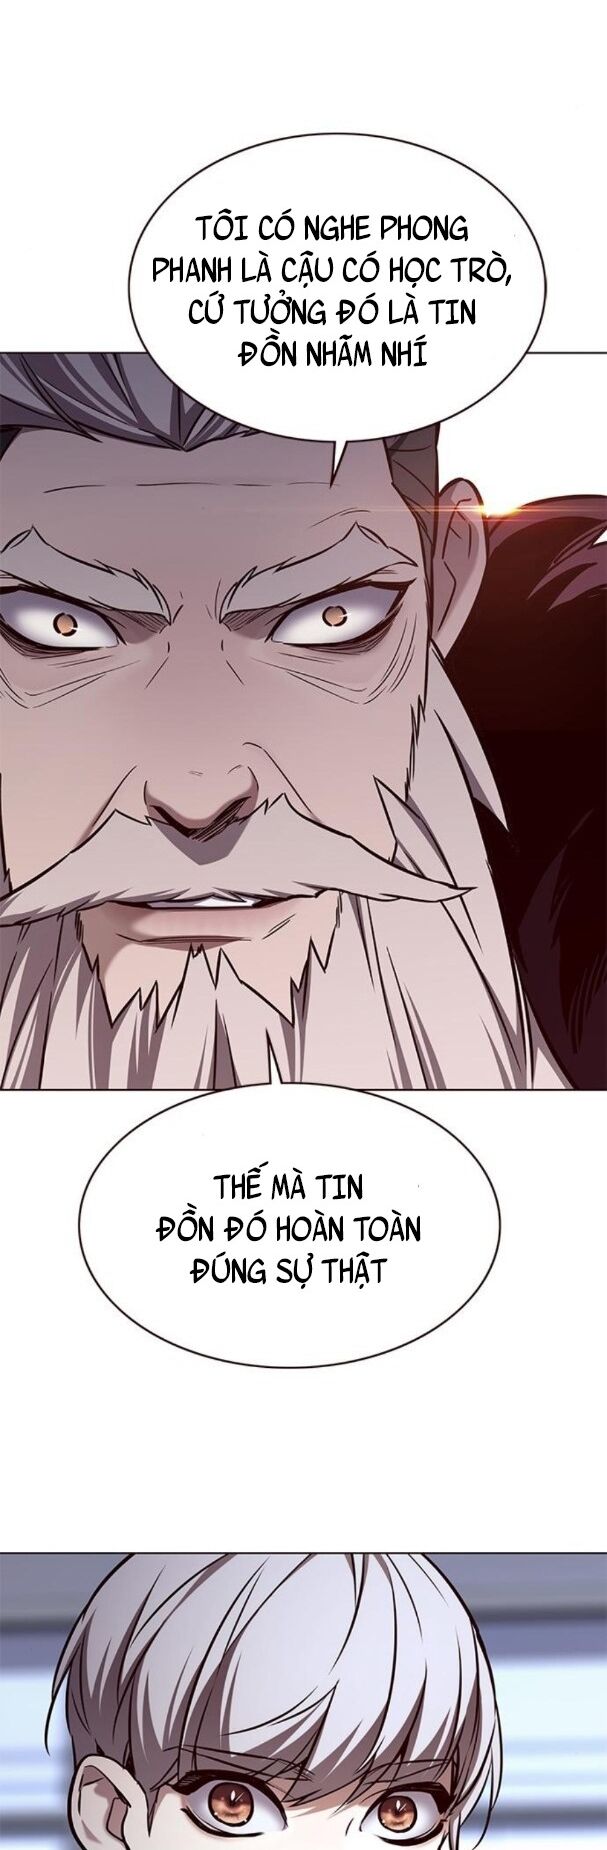 TÔI CÓ NGHE PHONG
PHANH LÀ CẬU CÓ HỌC TRÒ,
CỨ TƯỞNG ĐÓ LÀ TIN
ĐỒN NHÃM NHÍ
THẾ MÀ TIN
ĐỒN ĐÓ HOÀN TOÀN
ĐÚNG SỰ THẬT